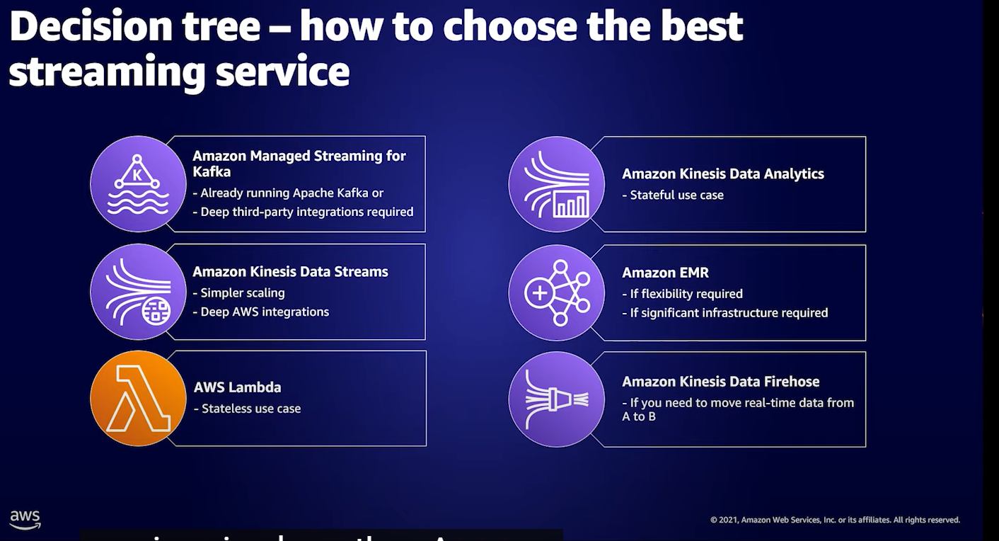 Decision tree – how to choose the best
streaming service
Amazon Managed Streaming for
Kafka
- Already running Apache Kafka or
- Deep third-party integrations required
K
Amazon Kinesis Data Streams
- Simpler scaling
- Deep AWS integrations
AWS Lambda
- Stateless use case
Amazon Kinesis Data Analytics
- Stateful use case
Amazon EMR
- If flexibility required
- If significant infrastructure required
Amazon Kinesis Data Firehose
- If you need to move real-time data from
A to B
aws
© 2021, Amazon Web Services, Inc. or its affiliates. All rights reserved.